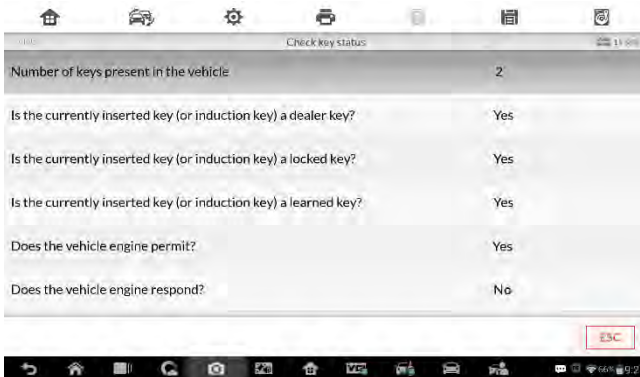 Check key status
Number of keys present in the vehicle 2
Is the currently inserted key (or induction key) a dealer key? Yes
Is the currently inserted key (or induction key) a locked key? Yes
Is the currently inserted key (or induction key) a learned key? Yes
Does the vehicle engine permit? Yes
Does the vehicle engine respond? No
ESC
66%